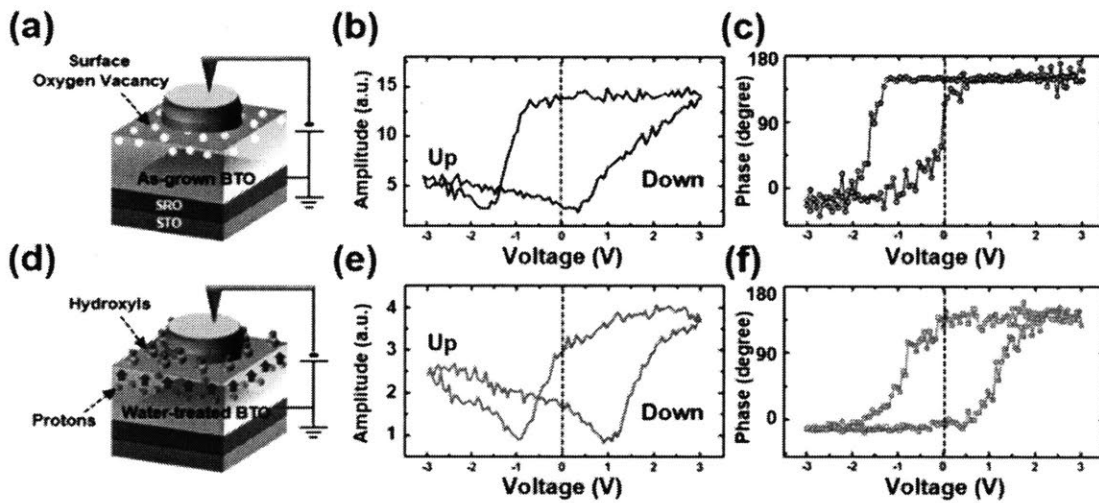 (a)
Surface
Oxygen Vacancy
As-grown BTO
SRO
STO
(b)
Amplitude (a.u.)
15
10
5
Up
Down
-3 -2 -1 0 1 2 3
Voltage (V)
(c)
Phase (degree)
180
90
0
-3 -2 -1 0 1 2 3
Voltage (V)
(d)
Hydroxyls
Protons
Water-treated BTO
(e)
Amplitude (a.u.)
4
3
2
1
Up
Down
-3 -2 -1 0 1 2 3
Voltage (V)
(f)
Phase (degree)
180
90
0
-3 -2 -1 0 1 2 3
Voltage (V)